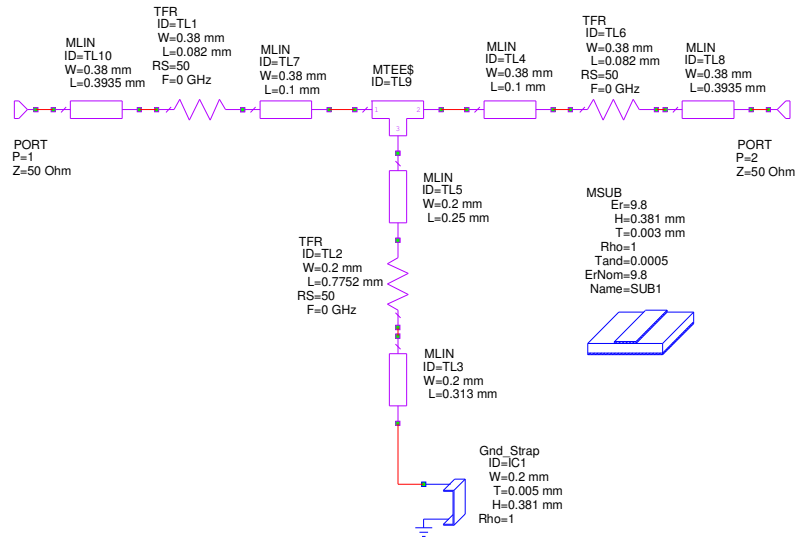 TFR
ID=TL1
W=0.38 mm
L=0.082 mm
RS=50
F=0 GHz
MLIN
ID=TL10
W=0.38 mm
L=0.3935 mm
MLIN
ID=TL7
W=0.38 mm
L=0.1 mm
MTEE$
ID=TL9
1
2
3
MLIN
ID=TL4
W=0.38 mm
L=0.1 mm
TFR
ID=TL6
W=0.38 mm
L=0.082 mm
RS=50
F=0 GHz
MLIN
ID=TL8
W=0.38 mm
L=0.3935 mm
PORT
P=1
Z=50 Ohm
PORT
P=2
Z=50 Ohm
MLIN
ID=TL5
W=0.2 mm
L=0.25 mm
MSUB
Er=9.8
H=0.381 mm
T=0.003 mm
Rho=1
Tand=0.0005
ErNom=9.8
Name=SUB1
TFR
ID=TL2
W=0.2 mm
L=0.7752 mm
RS=50
F=0 GHz
MLIN
ID=TL3
W=0.2 mm
L=0.313 mm
Gnd_Strap
ID=IC1
W=0.2 mm
T=0.005 mm
H=0.381 mm
Rho=1